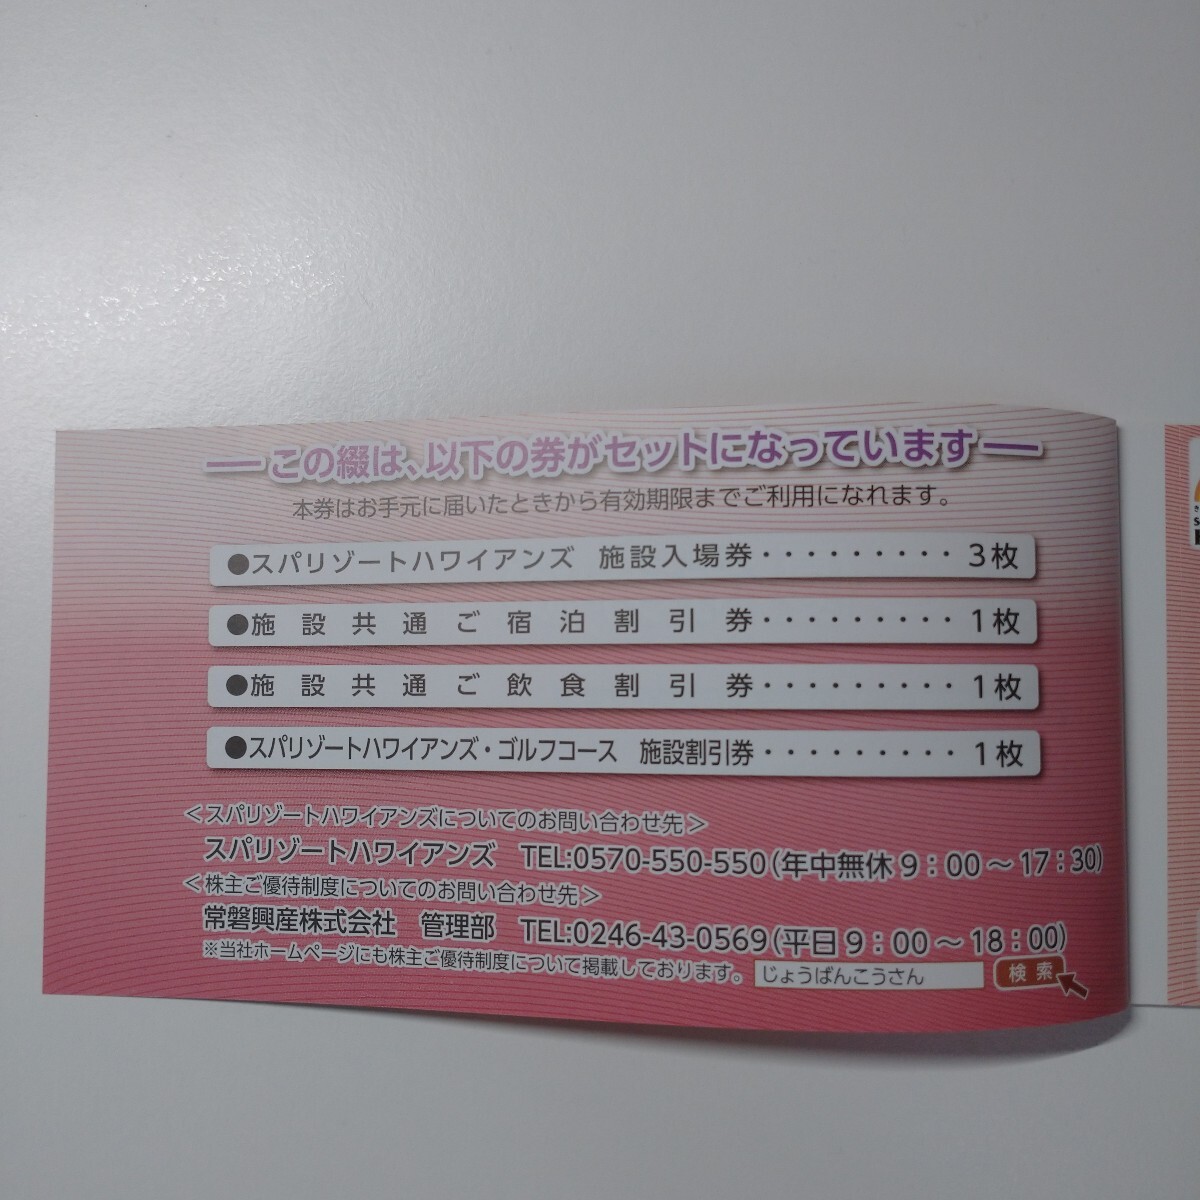 この綴は、以下の券がセットになっています
本券はお手元に届いたときから有効期限までご利用になれます。
●スパリゾートハワイアンズ 施設入場券・・・・・・・・・3枚
●施設共通ご宿泊割引券・・・・・・・・・1枚
●施設共通ご飲食割引券・・・・・・・・・1枚
●スパリゾートハワイアンズ・ゴルフコース 施設割引券・・・・・・・・・1枚
＜スパリゾートハワイアンズについてのお問い合わせ先＞
スパリゾートハワイアンズ TEL:0570-550-550(年中無休9：00～17：30)
＜株主ご優待制度についてのお問い合わせ先＞
常磐興産株式会社 管理部 TEL:0246-43-0569(平日9：00～18：00)
※当社ホームページにも株主ご優待制度について掲載しております。 じょうばんこうさん 検索